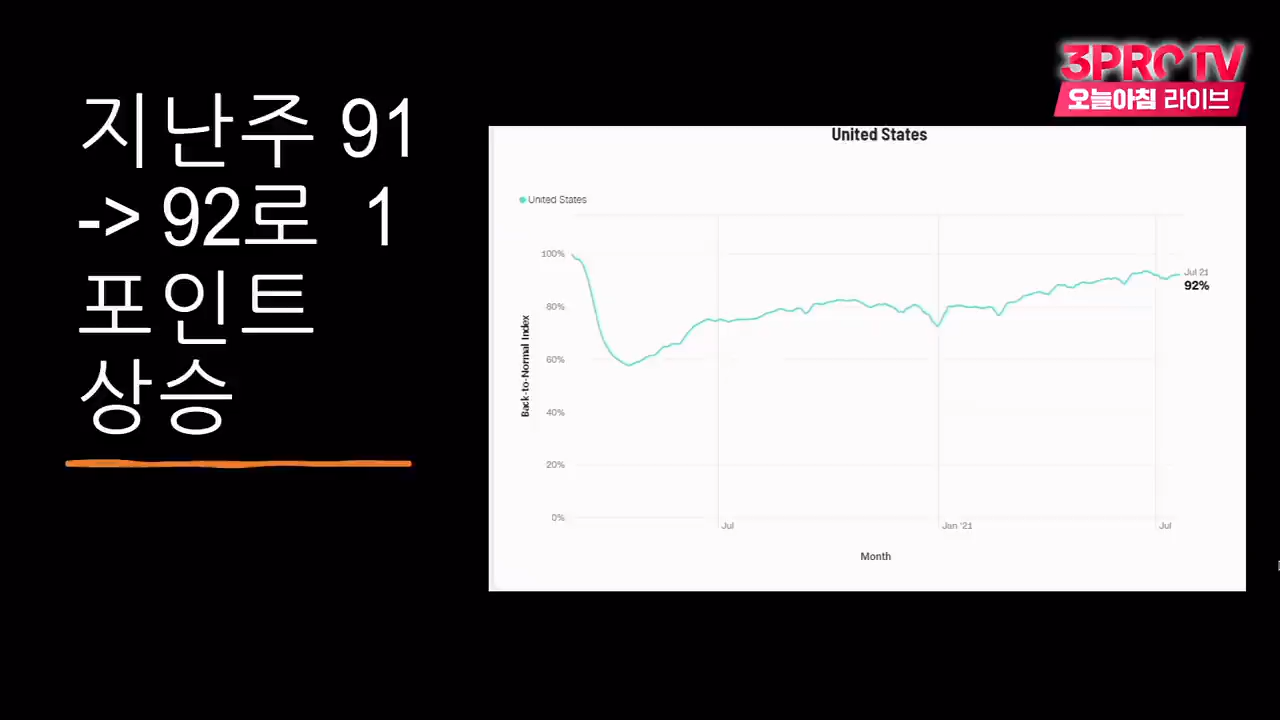 지난주 91
-> 92로 1
포인트
상승
3PRO TV
오늘아침 라이브
United States
United States
100%
80%
60%
40%
20%
0%
Back-to-Normal Index
Jul 21
92%
Jul
Jan '21
Jul
Month